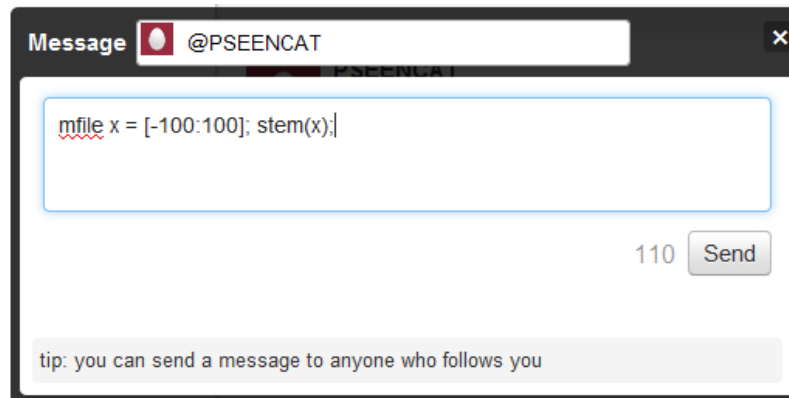 Message @PSEENCAT ×
PSEENCAT
mfile x = [-100:100]; stem(x);
110 Send
tip: you can send a message to anyone who follows you